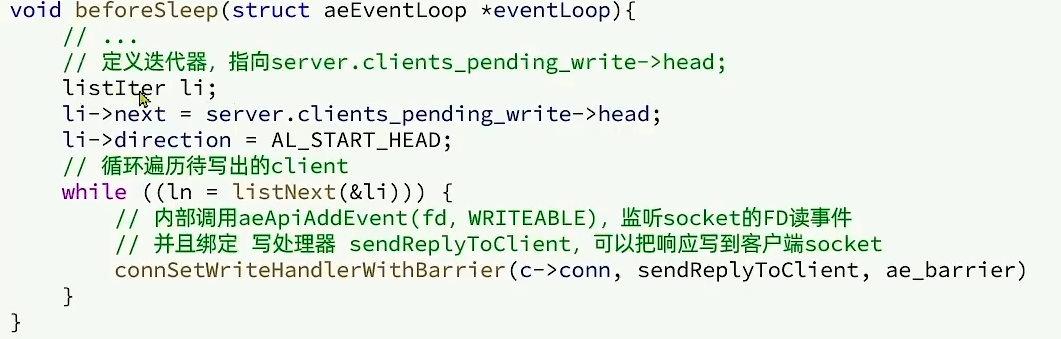 void beforeSleep(struct aeEventLoop *eventLoop){
// ...
// 定义迭代器，指向server.clients_pending_write->head;
listIter li;
li->next = server.clients_pending_write->head;
li->direction = AL_START_HEAD;
// 循环遍历待写出的client
while ((ln = listNext(&li))) {
// 内部调用aeApiAddEvent(fd, WRITEABLE)，监听socket的FD读事件
// 并且绑定 写处理器 sendReplyToClient，可以把响应写到客户端socket
connSetWriteHandlerWithBarrier(c->conn, sendReplyToClient, ae_barrier)
}
}